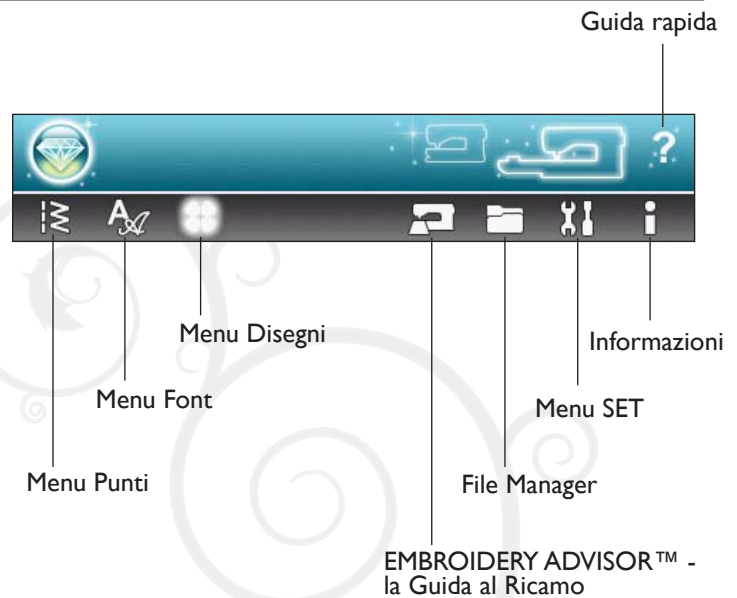 Guida rapida
?
Menu Disegni
Informazioni
Menu Font
Menu SET
Menu Punti
File Manager
EMBROIDERY ADVISOR™ -
la Guida al Ricamo